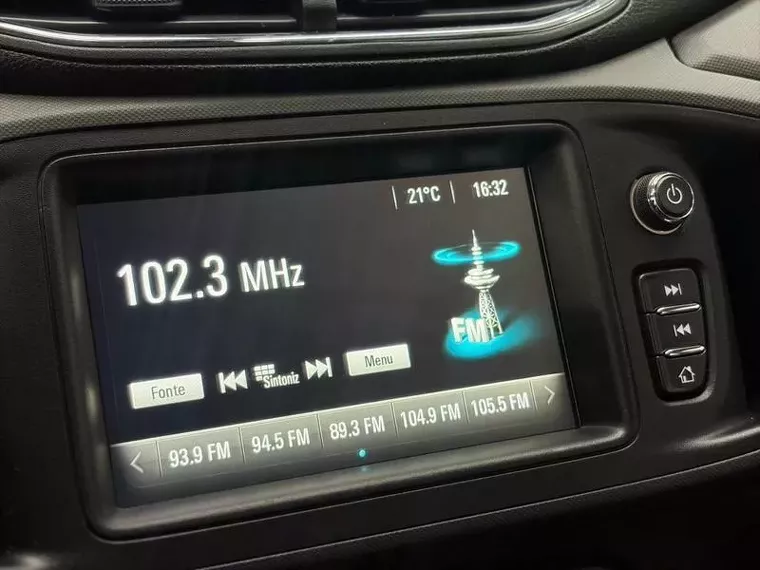 21°C 16:32
102.3 MHz
FM
Fonte Sintoniz Menu
93.9 FM 94.5 FM 89.3 FM 104.9 FM 105.5 FM